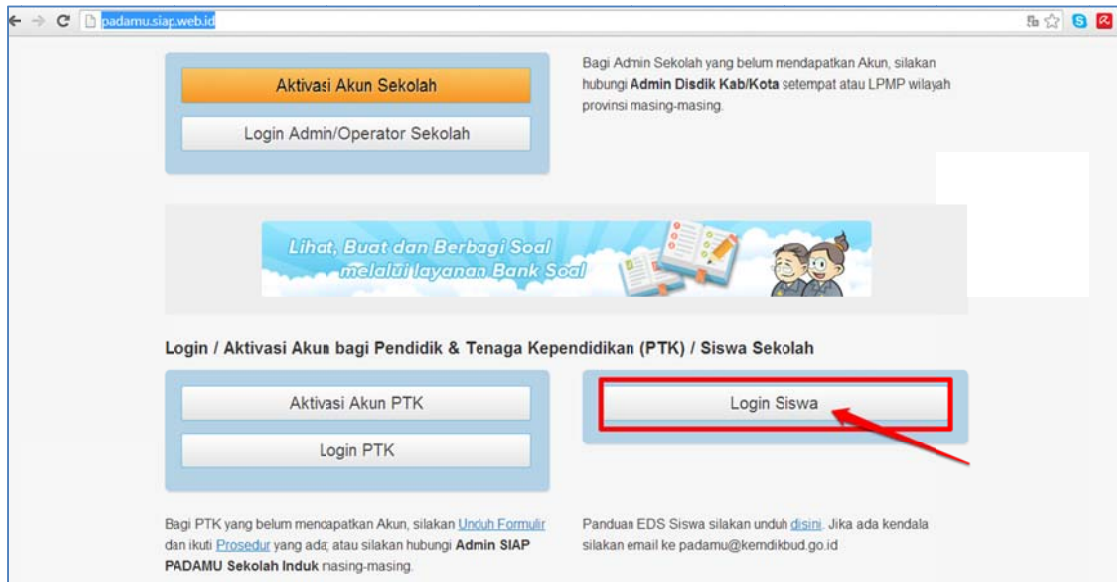 padamu.siap.web.id
Aktivasi Akun Sekolah
Login Admin/Operator Sekolah
Bagi Admin Sekolah yang belum mendapatkan Akun, silakan
hubungi Admin Disdik Kab/Kota setempat atau LPMP wilayah
provinsi masing-masing.
Lihat, Buat dan Berbagi Soal
melalui layanan Bank Soal
Login / Aktivasi Akun bagi Pendidik & Tenaga Kependidikan (PTK) / Siswa Sekolah
Aktivasi Akun PTK
Login PTK
Login Siswa
Bagi PTK yang belum mendapatkan Akun, silakan Unduh Formulir
dan ikuti Prosedur yang ada; atau silakan hubungi Admin SIAP
PADAMU Sekolah Induk masing-masing.
Panduan EDS Siswa silakan unduh disini. Jika ada kendala
silakan email ke padamu@kemdikbud.go.id